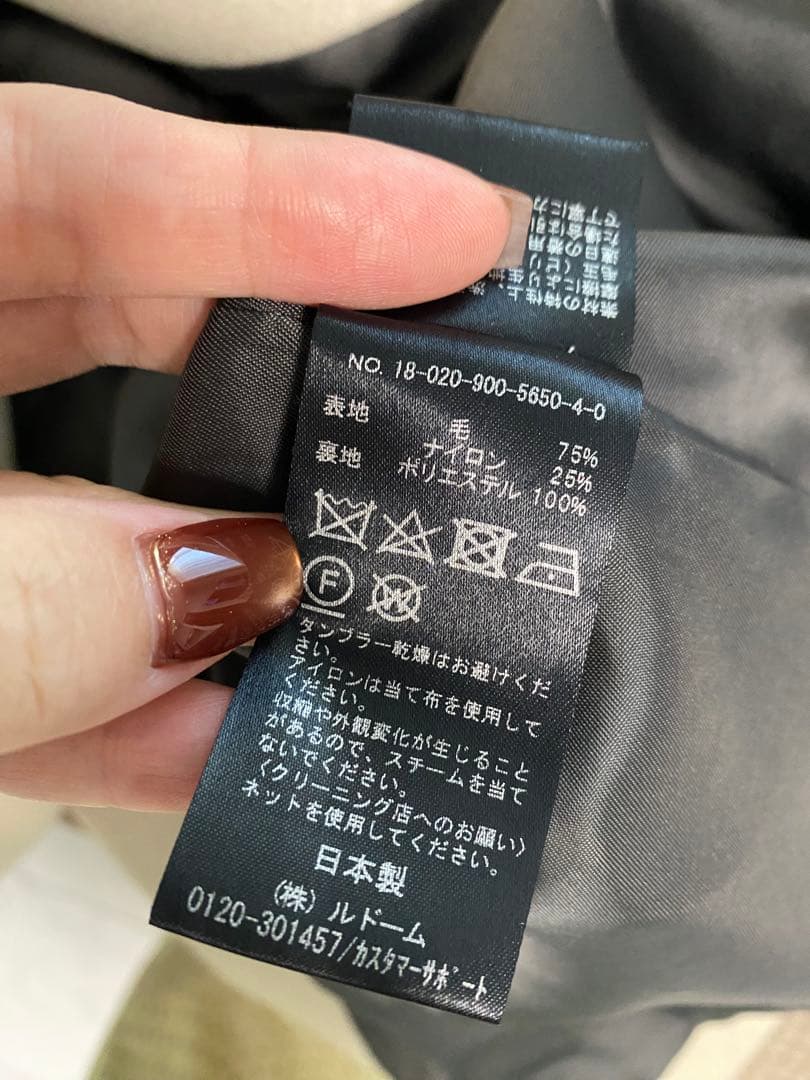 NO. 18-020-900-5650-4-0
表地 毛 75%
ナイロン 25%
裏地 ポリエステル 100%
F
W
タンブラー乾燥はお避けくだ
さい。
アイロンは当て布を使用して
ください。
収縮や外観変化が生じること
があるので、スチームを当て
ないでください。
〈クリーニング店へのお願い〉
ネットを使用してください。
日本製
(株)ルドーム
0120-301457/カスタマーサポート